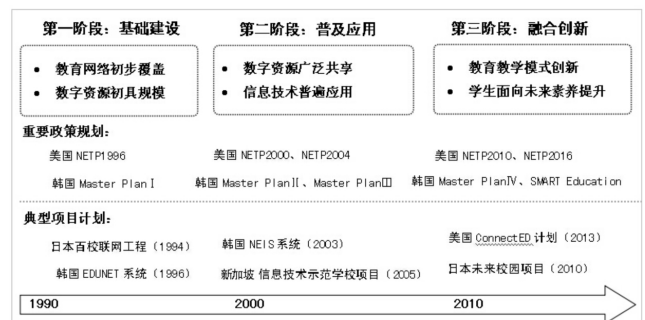 第一阶段：基础建设 第二阶段：普及应用 第三阶段：融合创新
• 教育网络初步覆盖 • 数字资源广泛共享 • 教育教学模式创新
• 数字资源初具规模 • 信息技术普遍应用 • 学生面向未来素养提升
重要政策规划：
美国 NETP1996 美国 NETP2000、NETP2004 美国 NETP2010、NETP2016
韩国 Master PlanⅠ 韩国 Master PlanⅡ、Master PlanⅢ 韩国 Master PlanⅣ、SMART Education
典型项目计划：
日本百校联网工程（1994） 韩国 NEIS 系统（2003） 美国 ConnectED 计划（2013）
韩国 EDUNET 系统（1996） 新加坡 信息技术示范学校项目（2005） 日本未来校园项目（2010）
1990 2000 2010